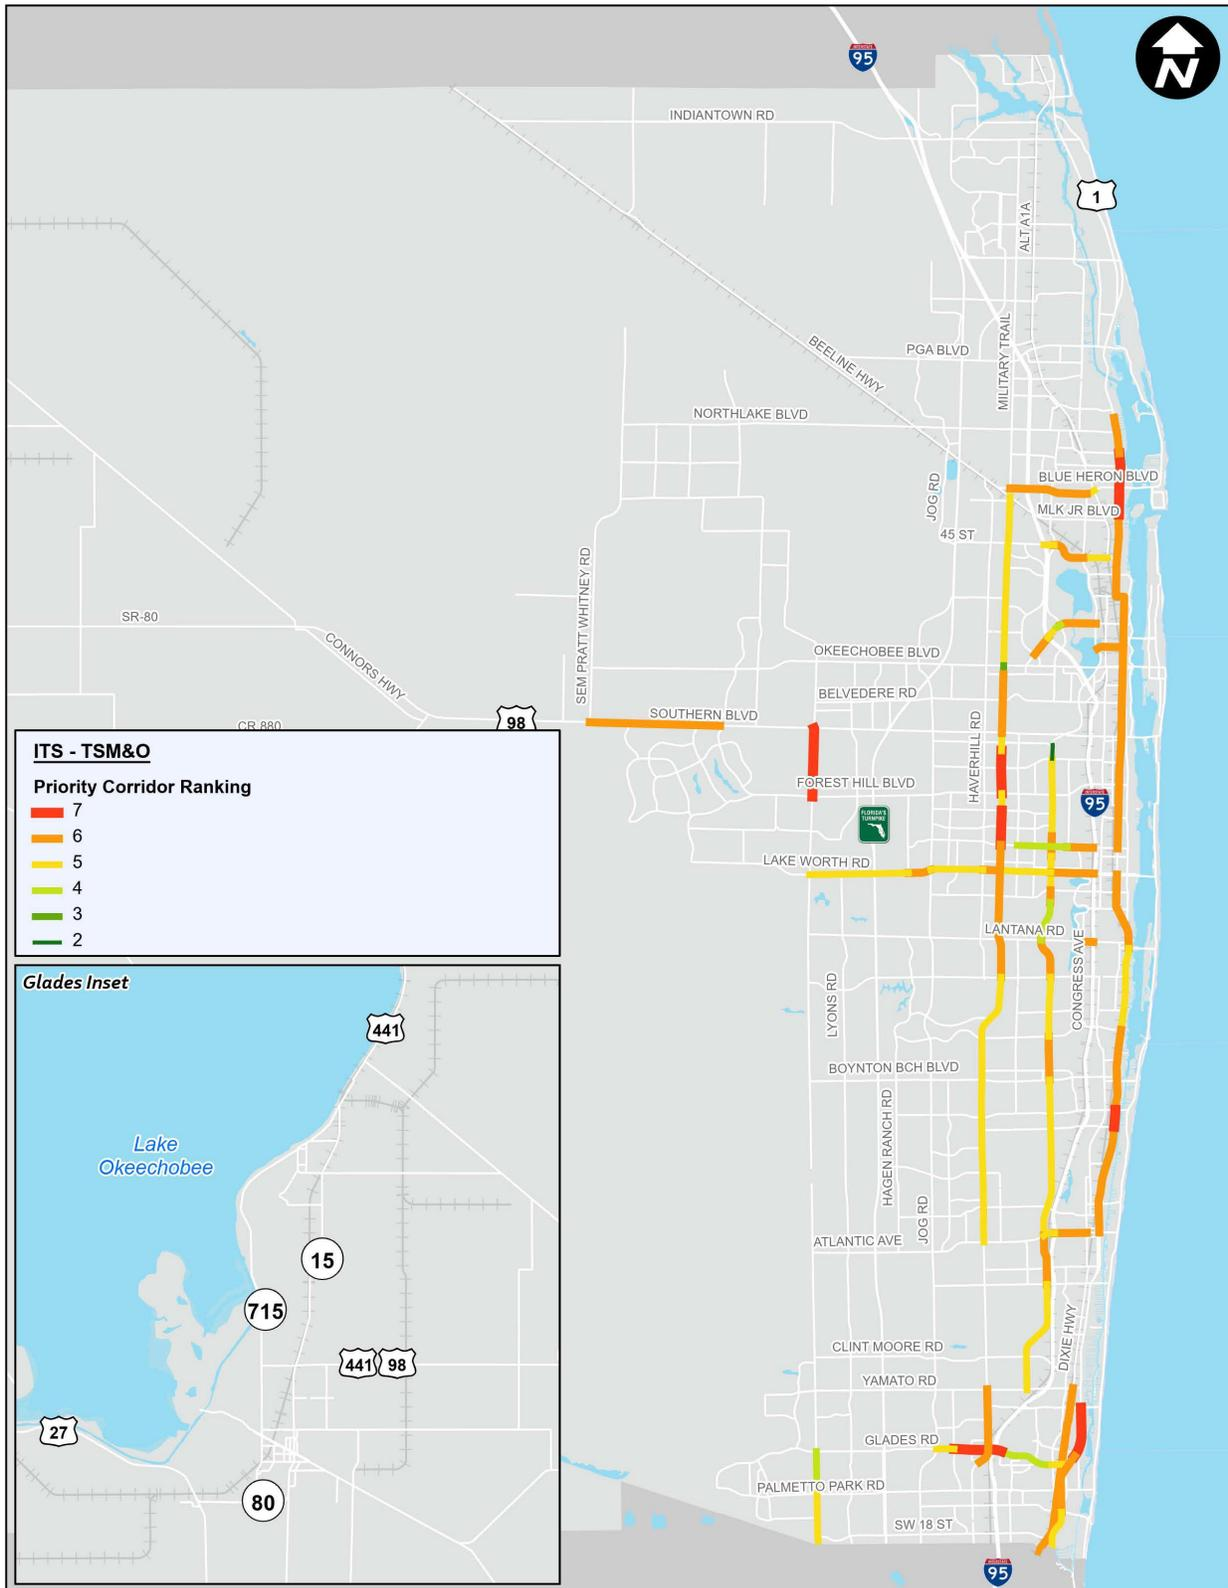 INTERSTATE
95
N
INDIANTOWN RD
1
ALT A1A
MILITARY TRAIL
BEELINE HWY
PGA BLVD
NORTHLAKE BLVD
BLUE HERON BLVD
JOG RD
MLK JR BLVD
45 ST
SEM PRATT WHITNEY RD
SR-80
CONNORS HWY
OKEECHOBEE BLVD
BELVEDERE RD
SOUTHERN BLVD
98
CR 880
HAVERHILL RD
FOREST HILL BLVD
INTERSTATE
95
FLORIDA'S
TURNPIKE
LAKE WORTH RD
LANTANA RD
CONGRESS AVE
LYONS RD
BOYNTON BCH BLVD
HAGEN RANCH RD
JOG RD
ATLANTIC AVE
DIXIE HWY
CLINT MOORE RD
YAMATO RD
GLADES RD
PALMETTO PARK RD
SW 18 ST
INTERSTATE
95
ITS - TSM&O
Priority Corridor Ranking
7
6
5
4
3
2
Glades Inset
441
Lake
Okeechobee
15
715
441
98
27
80